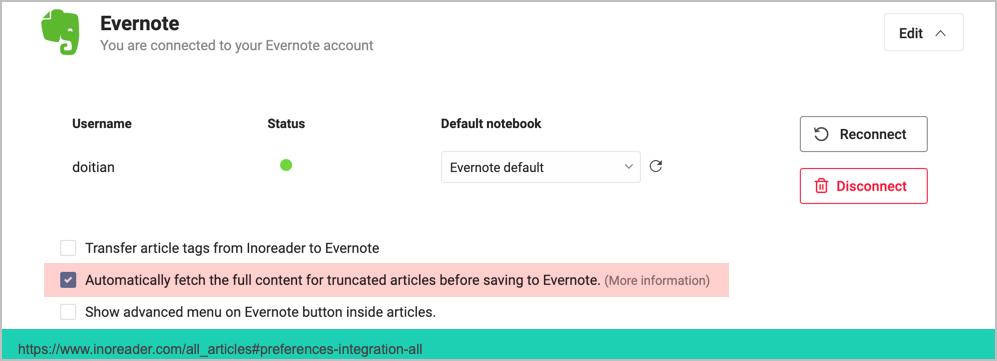 Evernote
You are connected to your Evernote account
Edit
Username Status Default notebook
Reconnect
doitian Evernote default
Disconnect
Transfer article tags from Inoreader to Evernote
Automatically fetch the full content for truncated articles before saving to Evernote. (More information)
Show advanced menu on Evernote button inside articles.
https://www.inoreader.com/all_articles#preferences-integration-all